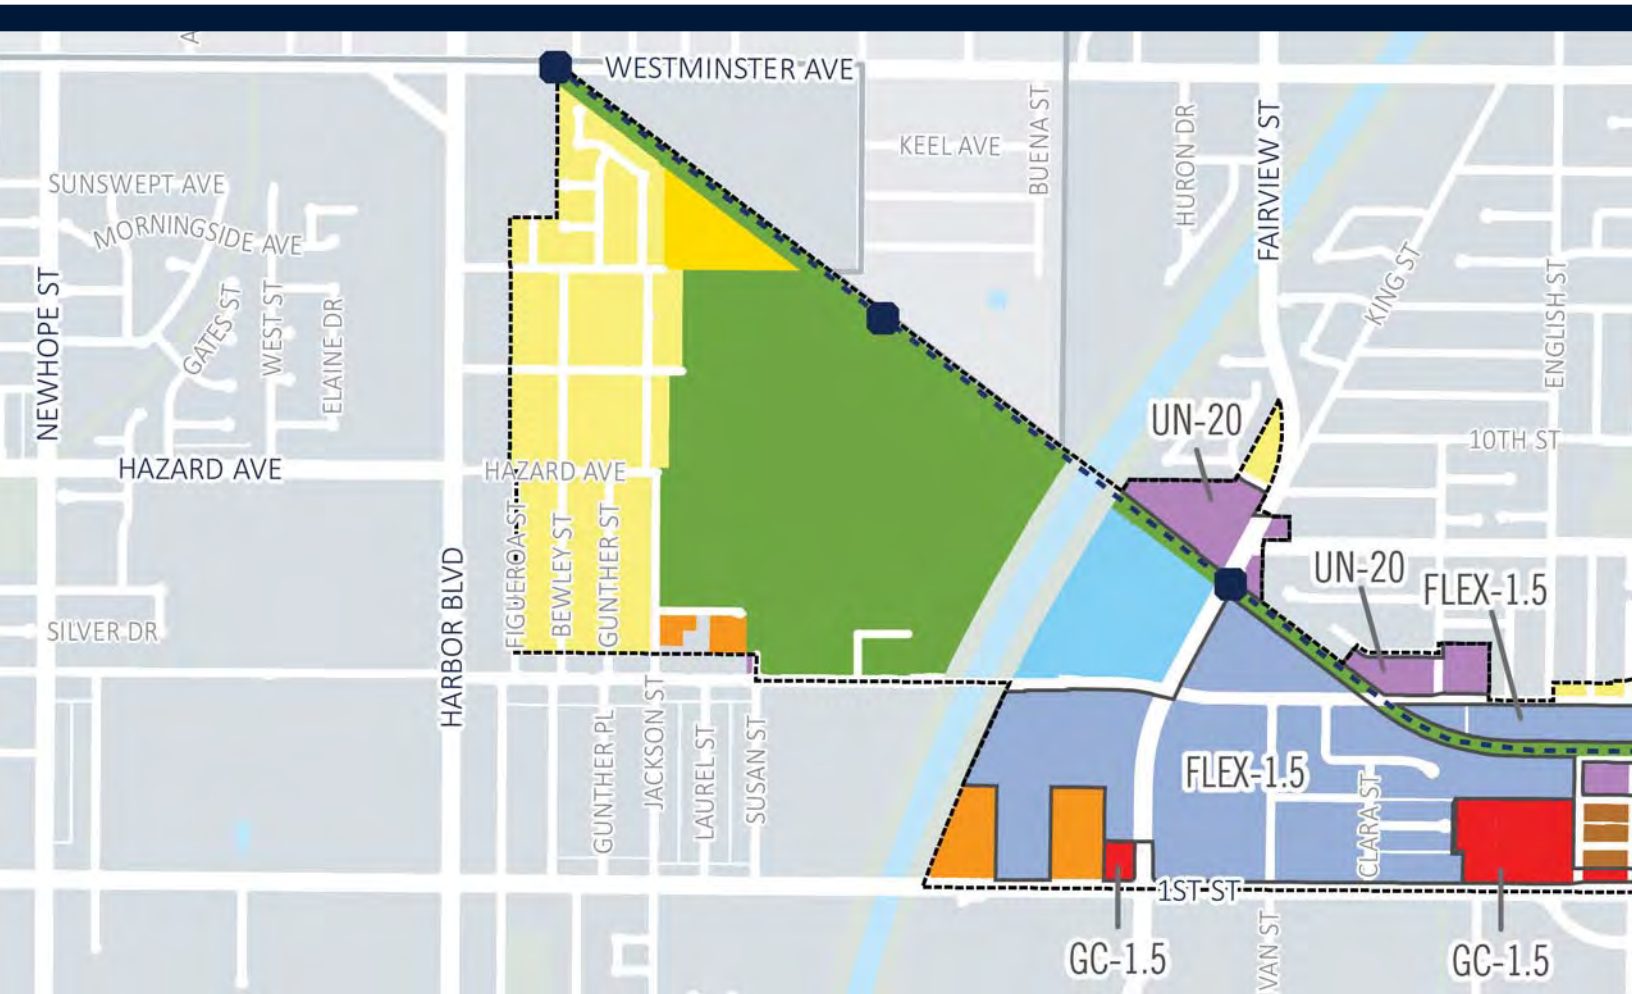 A
WESTMINSTER AVE
KEEL AVE
BUENA ST
HURON DR
FAIRVIEW ST
SUNSWEPT AVE
MORNINGSIDE AVE
NEWHOPE ST
GATES ST
WEST ST
ELAINE DR
KING ST
ENGLISH ST
UN-20
10TH ST
HAZARD AVE
HAZARD AVE
HARBOR BLVD
FIGUEROA ST
BEWLEY ST
GUNTHER ST
UN-20
FLEX-1.5
SILVER DR
GUNTHER PL
JACKSON ST
LAUREL ST
SUSAN ST
FLEX-1.5
CLARA ST
1ST ST
VAN ST
GC-1.5
GC-1.5